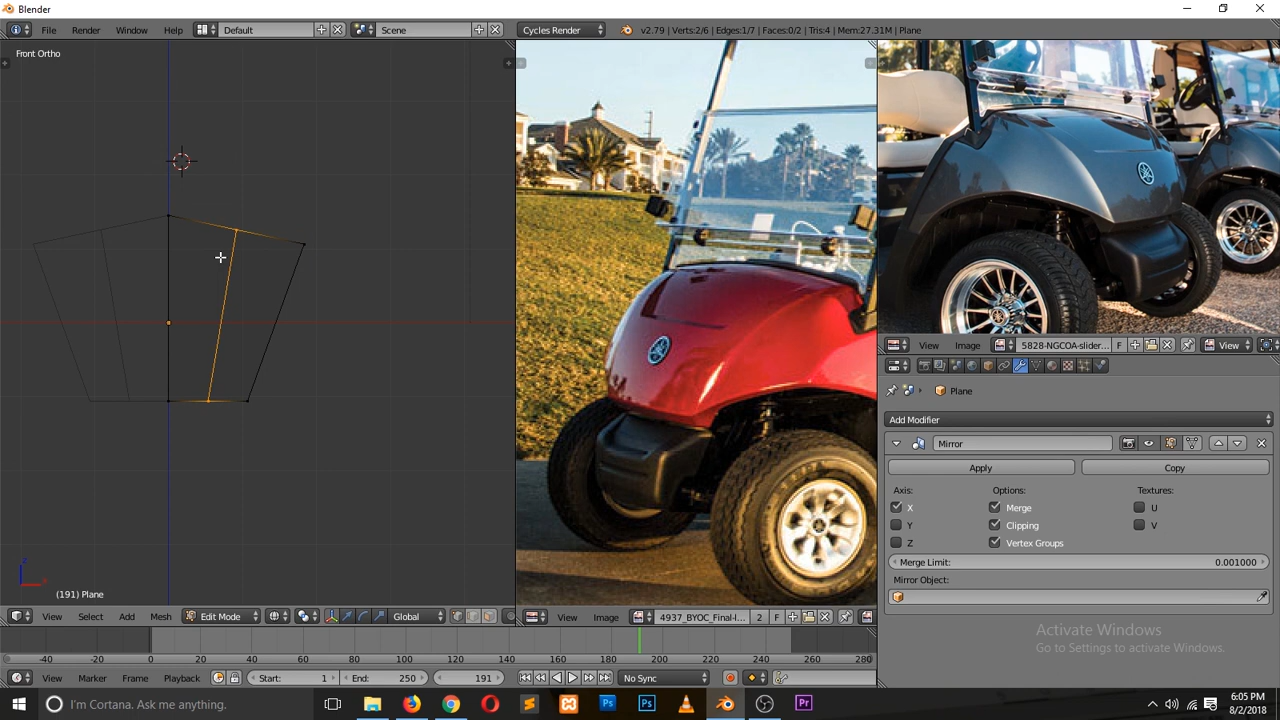 Blender
File Render Window Help Default Scene Cycles Render v2.79 | Verts:2/6 | Edges:1/7 | Faces:0/2 | Tris:4 | Mem:27.31M | Plane
Front Ortho
(191) Plane
View Select Add Mesh Edit Mode Global
View Image 4937_BYOC_Final-l... 2 F
View Image 5828-NGCOA-slider... F View
Plane
Add Modifier
Mirror
Apply Copy
Axis: Options: Textures:
X Merge U
Y Clipping V
Z Vertex Groups
Merge Limit: 0.001000
Mirror Object:
Activate Windows
Go to Settings to activate Windows.
-40 -20 0 20 40 60 80 100 120 140 160 180 200 220 240 260 280
View Marker Frame Playback Start: 1 End: 250 191 No Sync
I'm Cortana. Ask me anything.
6:05 PM
8/2/2018